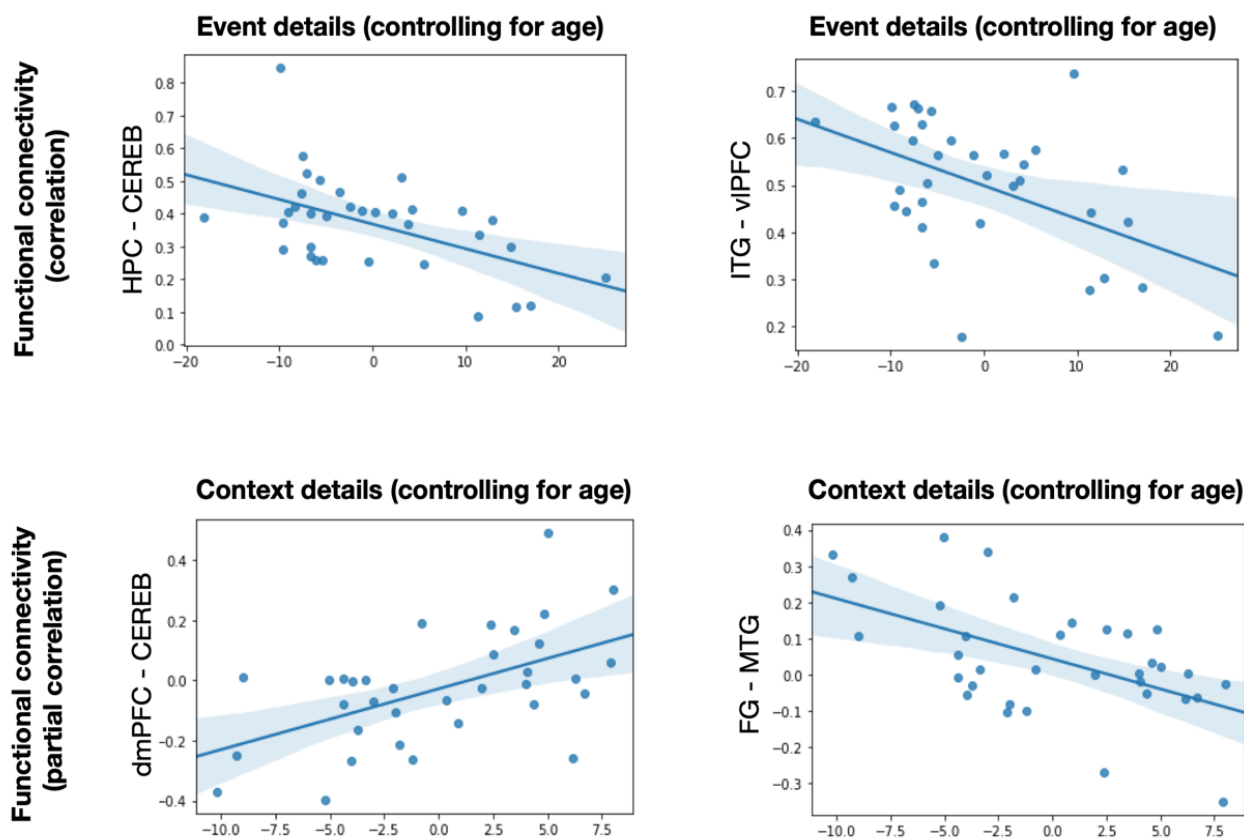 Event details (controlling for age)
Event details (controlling for age)
Functional connectivity
(correlation)
HPC - CEREB
0.8
0.7
0.6
0.5
0.4
0.3
0.2
0.1
0.0
−20 −10 0 10 20
ITG - vlPFC
0.7
0.6
0.5
0.4
0.3
0.2
−20 −10 0 10 20
Context details (controlling for age)
Context details (controlling for age)
Functional connectivity
(partial correlation)
dmPFC - CEREB
0.4
0.2
0.0
−0.2
−0.4
−10.0 −7.5 −5.0 −2.5 0.0 2.5 5.0 7.5
FG - MTG
0.4
0.3
0.2
0.1
0.0
−0.1
−0.2
−0.3
−10.0 −7.5 −5.0 −2.5 0.0 2.5 5.0 7.5